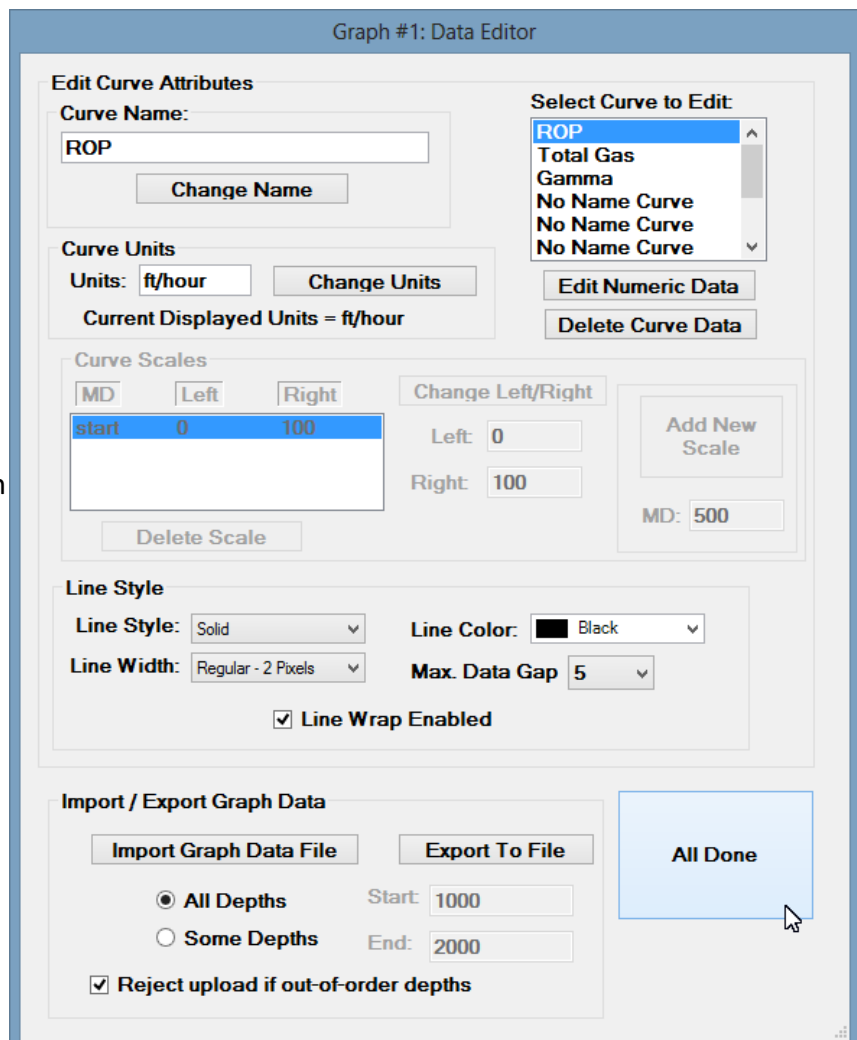 Graph #1: Data Editor
Edit Curve Attributes
Curve Name:
ROP
Change Name
Select Curve to Edit:
ROP
Total Gas
Gamma
No Name Curve
No Name Curve
No Name Curve
Edit Numeric Data
Delete Curve Data
Curve Units
Units: ft/hour Change Units
Current Displayed Units = ft/hour
Curve Scales
MD Left Right
start 0 100
Delete Scale
Change Left/Right
Left: 0
Right: 100
Add New
Scale
MD: 500
Line Style
Line Style: Solid
Line Color: Black
Line Width: Regular - 2 Pixels
Max. Data Gap 5
Line Wrap Enabled
Import / Export Graph Data
Import Graph Data File Export To File
All Depths
Start: 1000
Some Depths
End: 2000
Reject upload if out-of-order depths
All Done